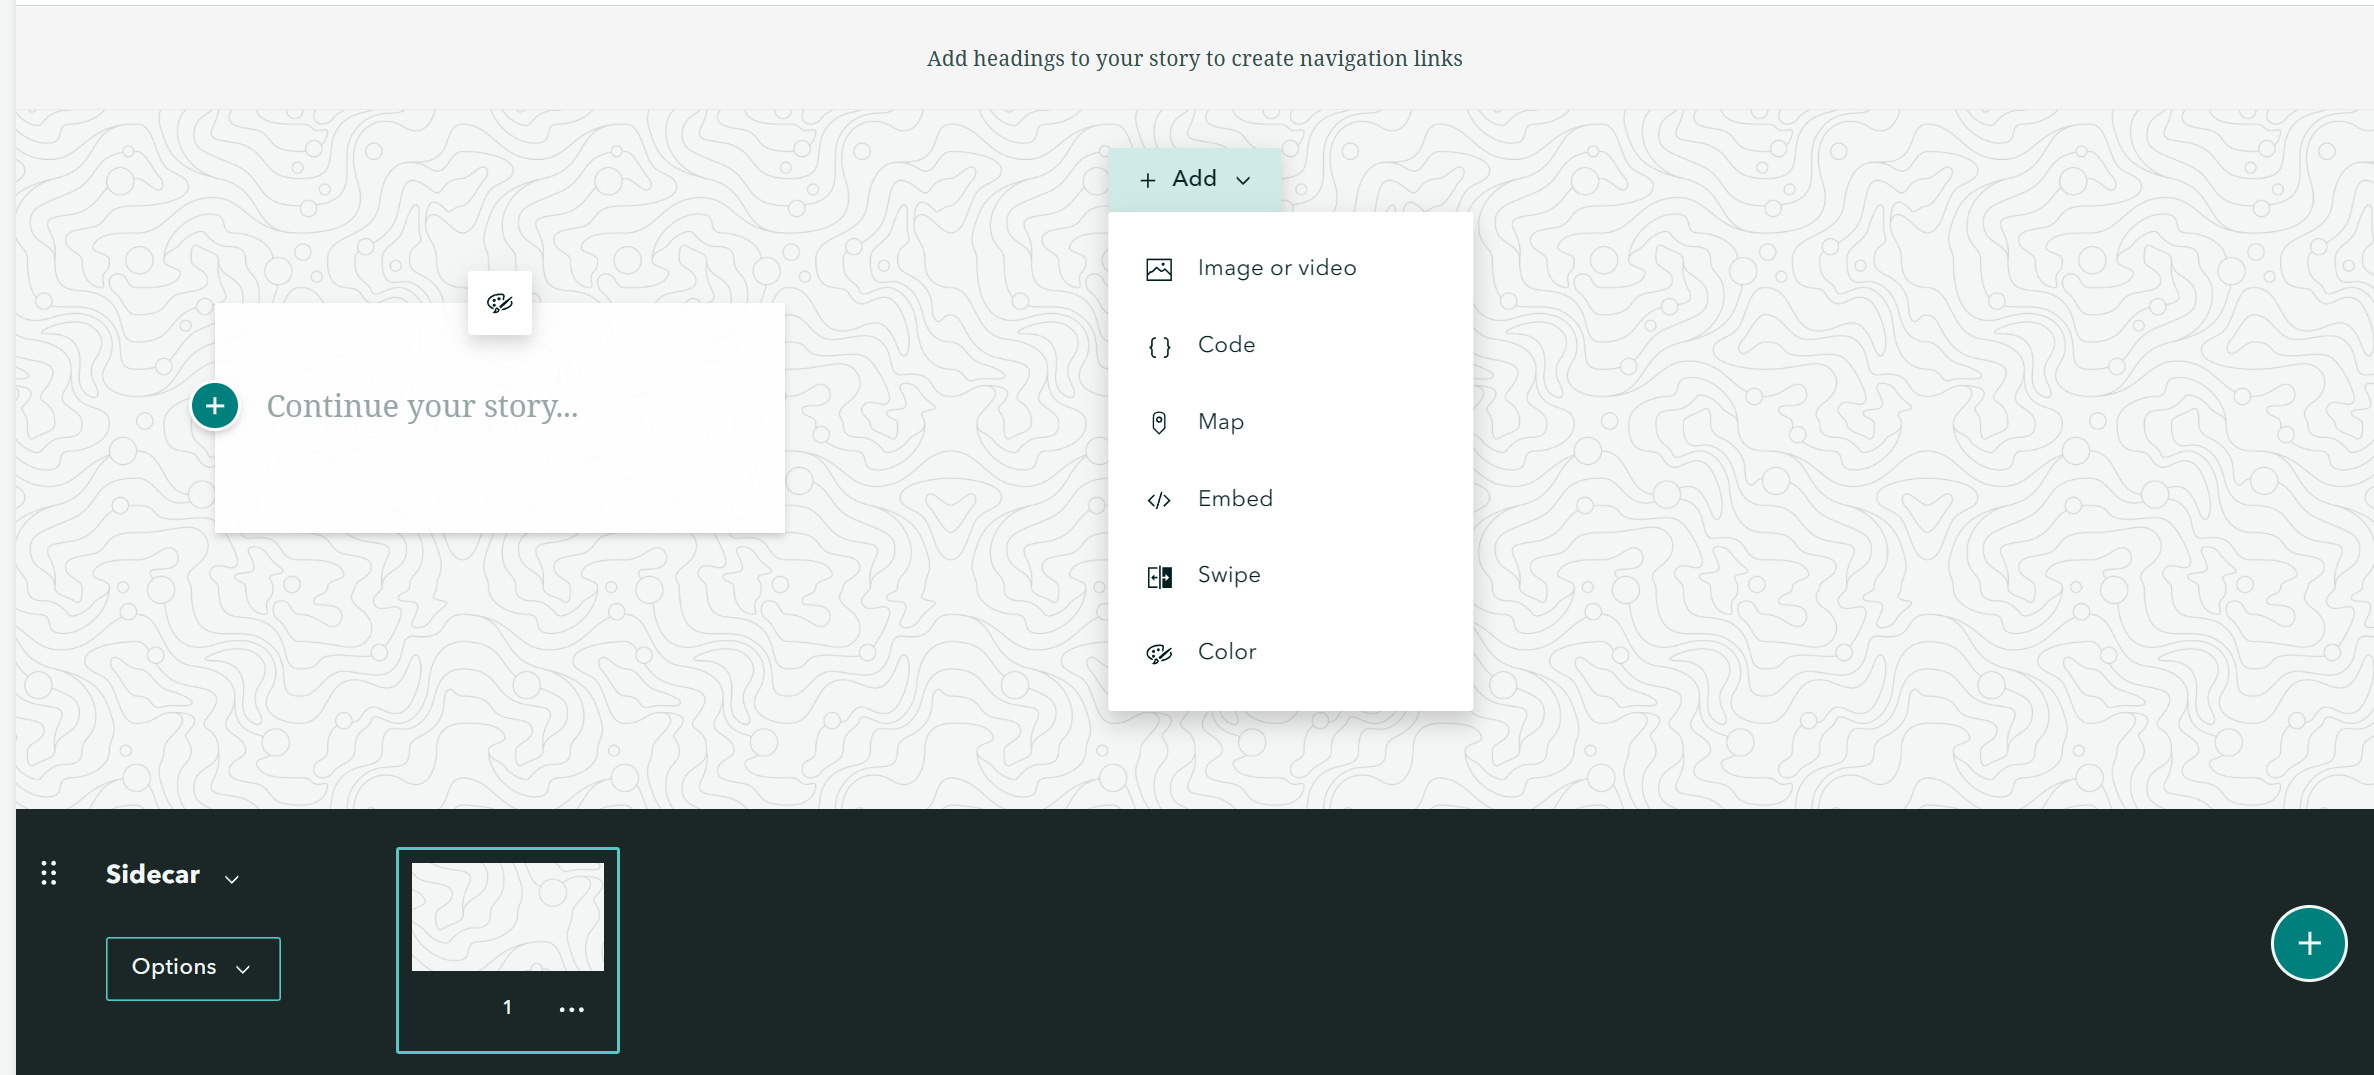 Add headings to your story to create navigation links
Add
Image or video
Code
Map
Embed
Swipe
Color
Continue your story...
Sidecar
Options
1